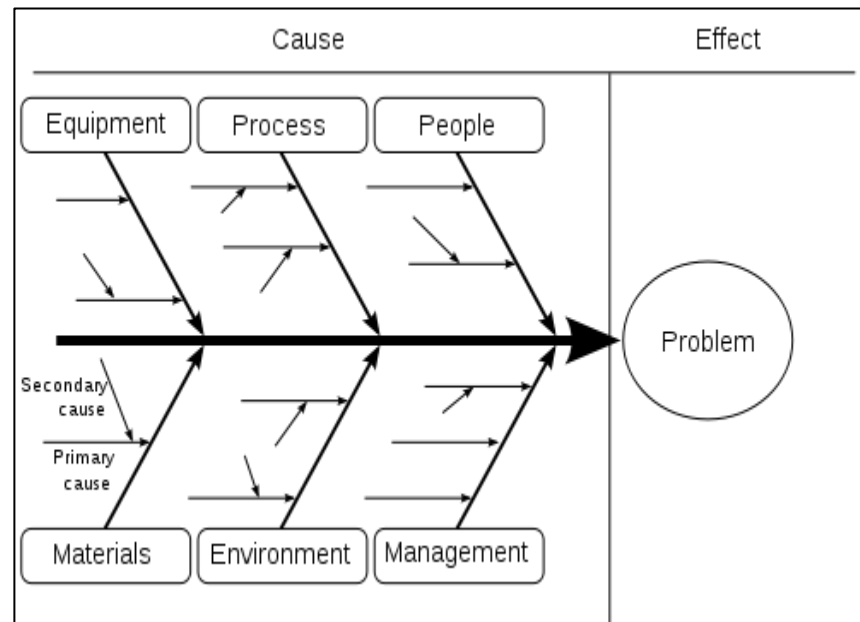 Cause
Effect
Equipment
Process
People
Problem
Secondary
cause
Primary
cause
Materials
Environment
Management